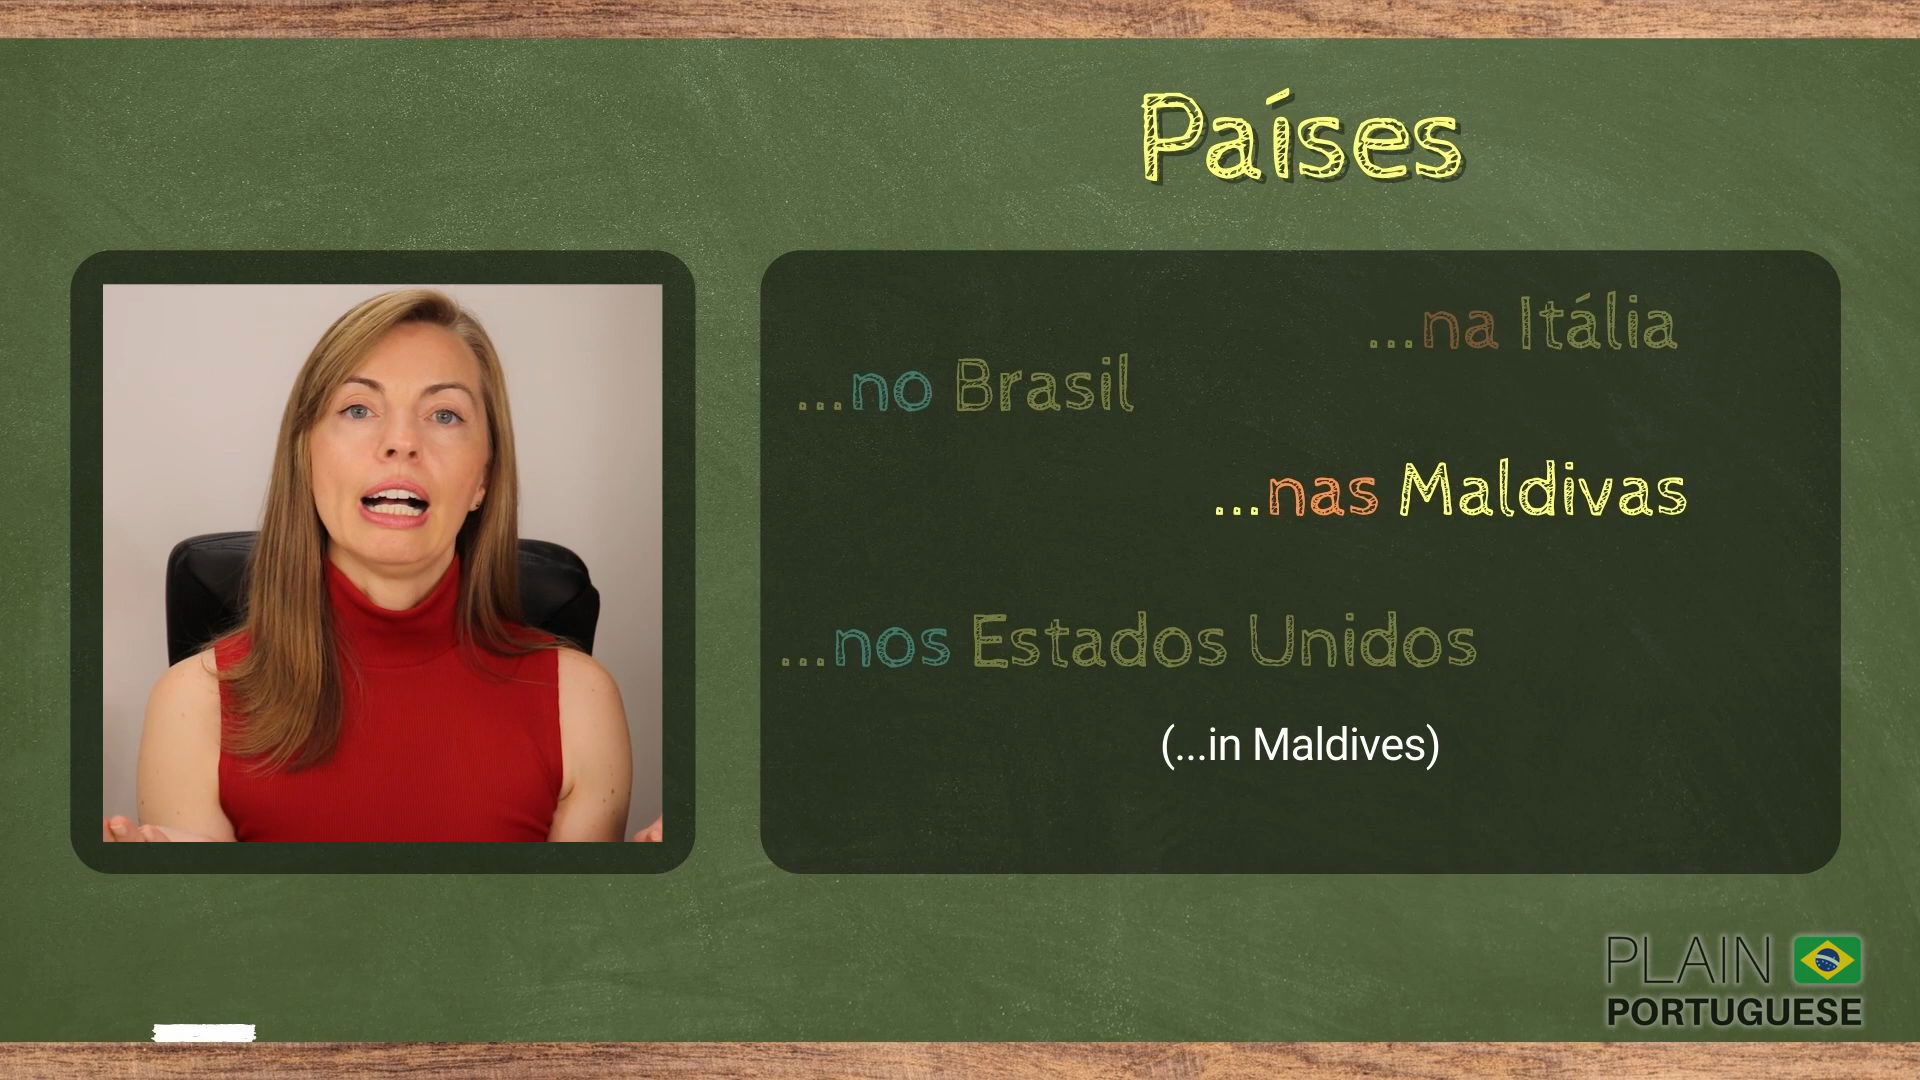 Países
...na Itália
...no Brasil
...nas Maldivas
...nos Estados Unidos
(...in Maldives)
PLAIN
PORTUGUESE